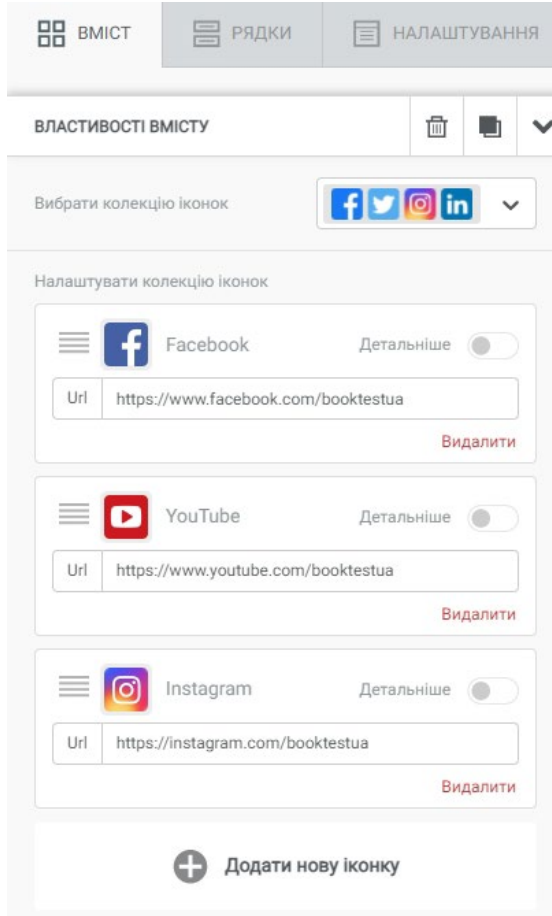 ВМІСТ РЯДКИ НАЛАШТУВАННЯ
ВЛАСТИВОСТІ ВМІСТУ
Вибрати колекцію іконок
Налаштувати колекцію іконок
Facebook Детальніше
Url https://www.facebook.com/booktestua
Видалити
YouTube Детальніше
Url https://www.youtube.com/booktestua
Видалити
Instagram Детальніше
Url https://instagram.com/booktestua
Видалити
Додати нову іконку